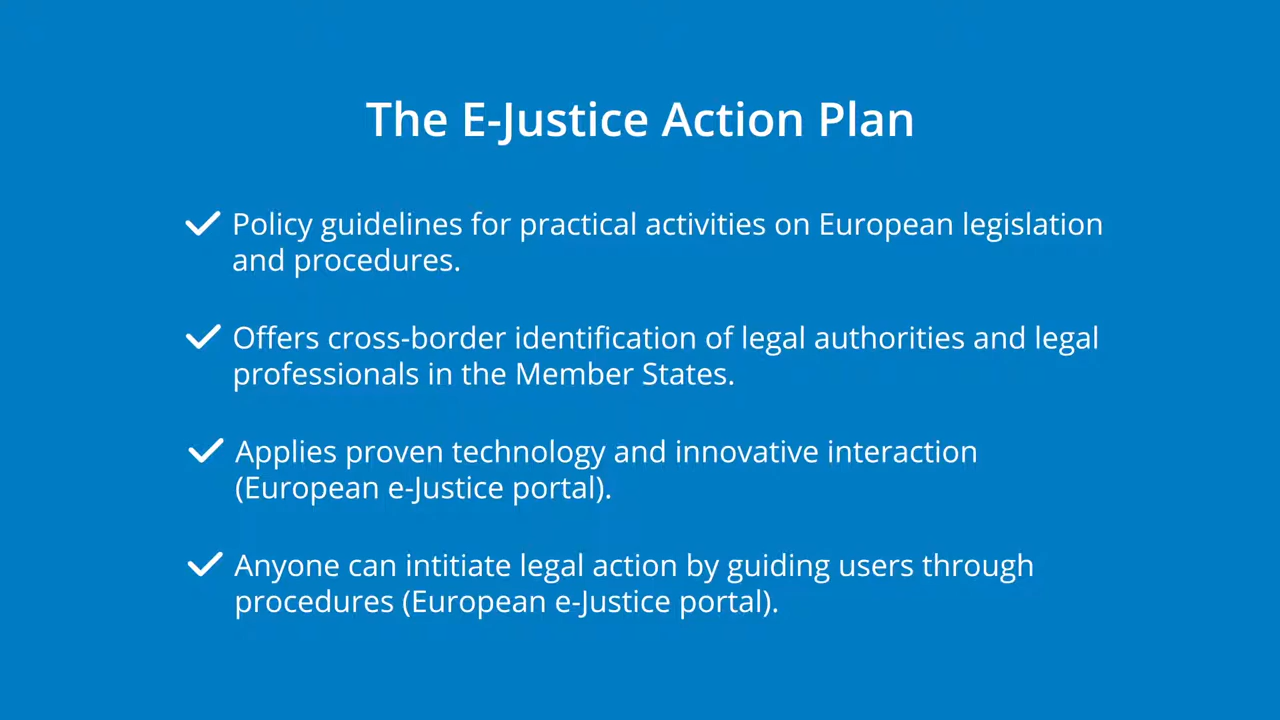 The E-Justice Action Plan
Policy guidelines for practical activities on European legislation
and procedures.
Offers cross-border identification of legal authorities and legal
professionals in the Member States.
Applies proven technology and innovative interaction
(European e-Justice portal).
Anyone can intitiate legal action by guiding users through
procedures (European e-Justice portal).